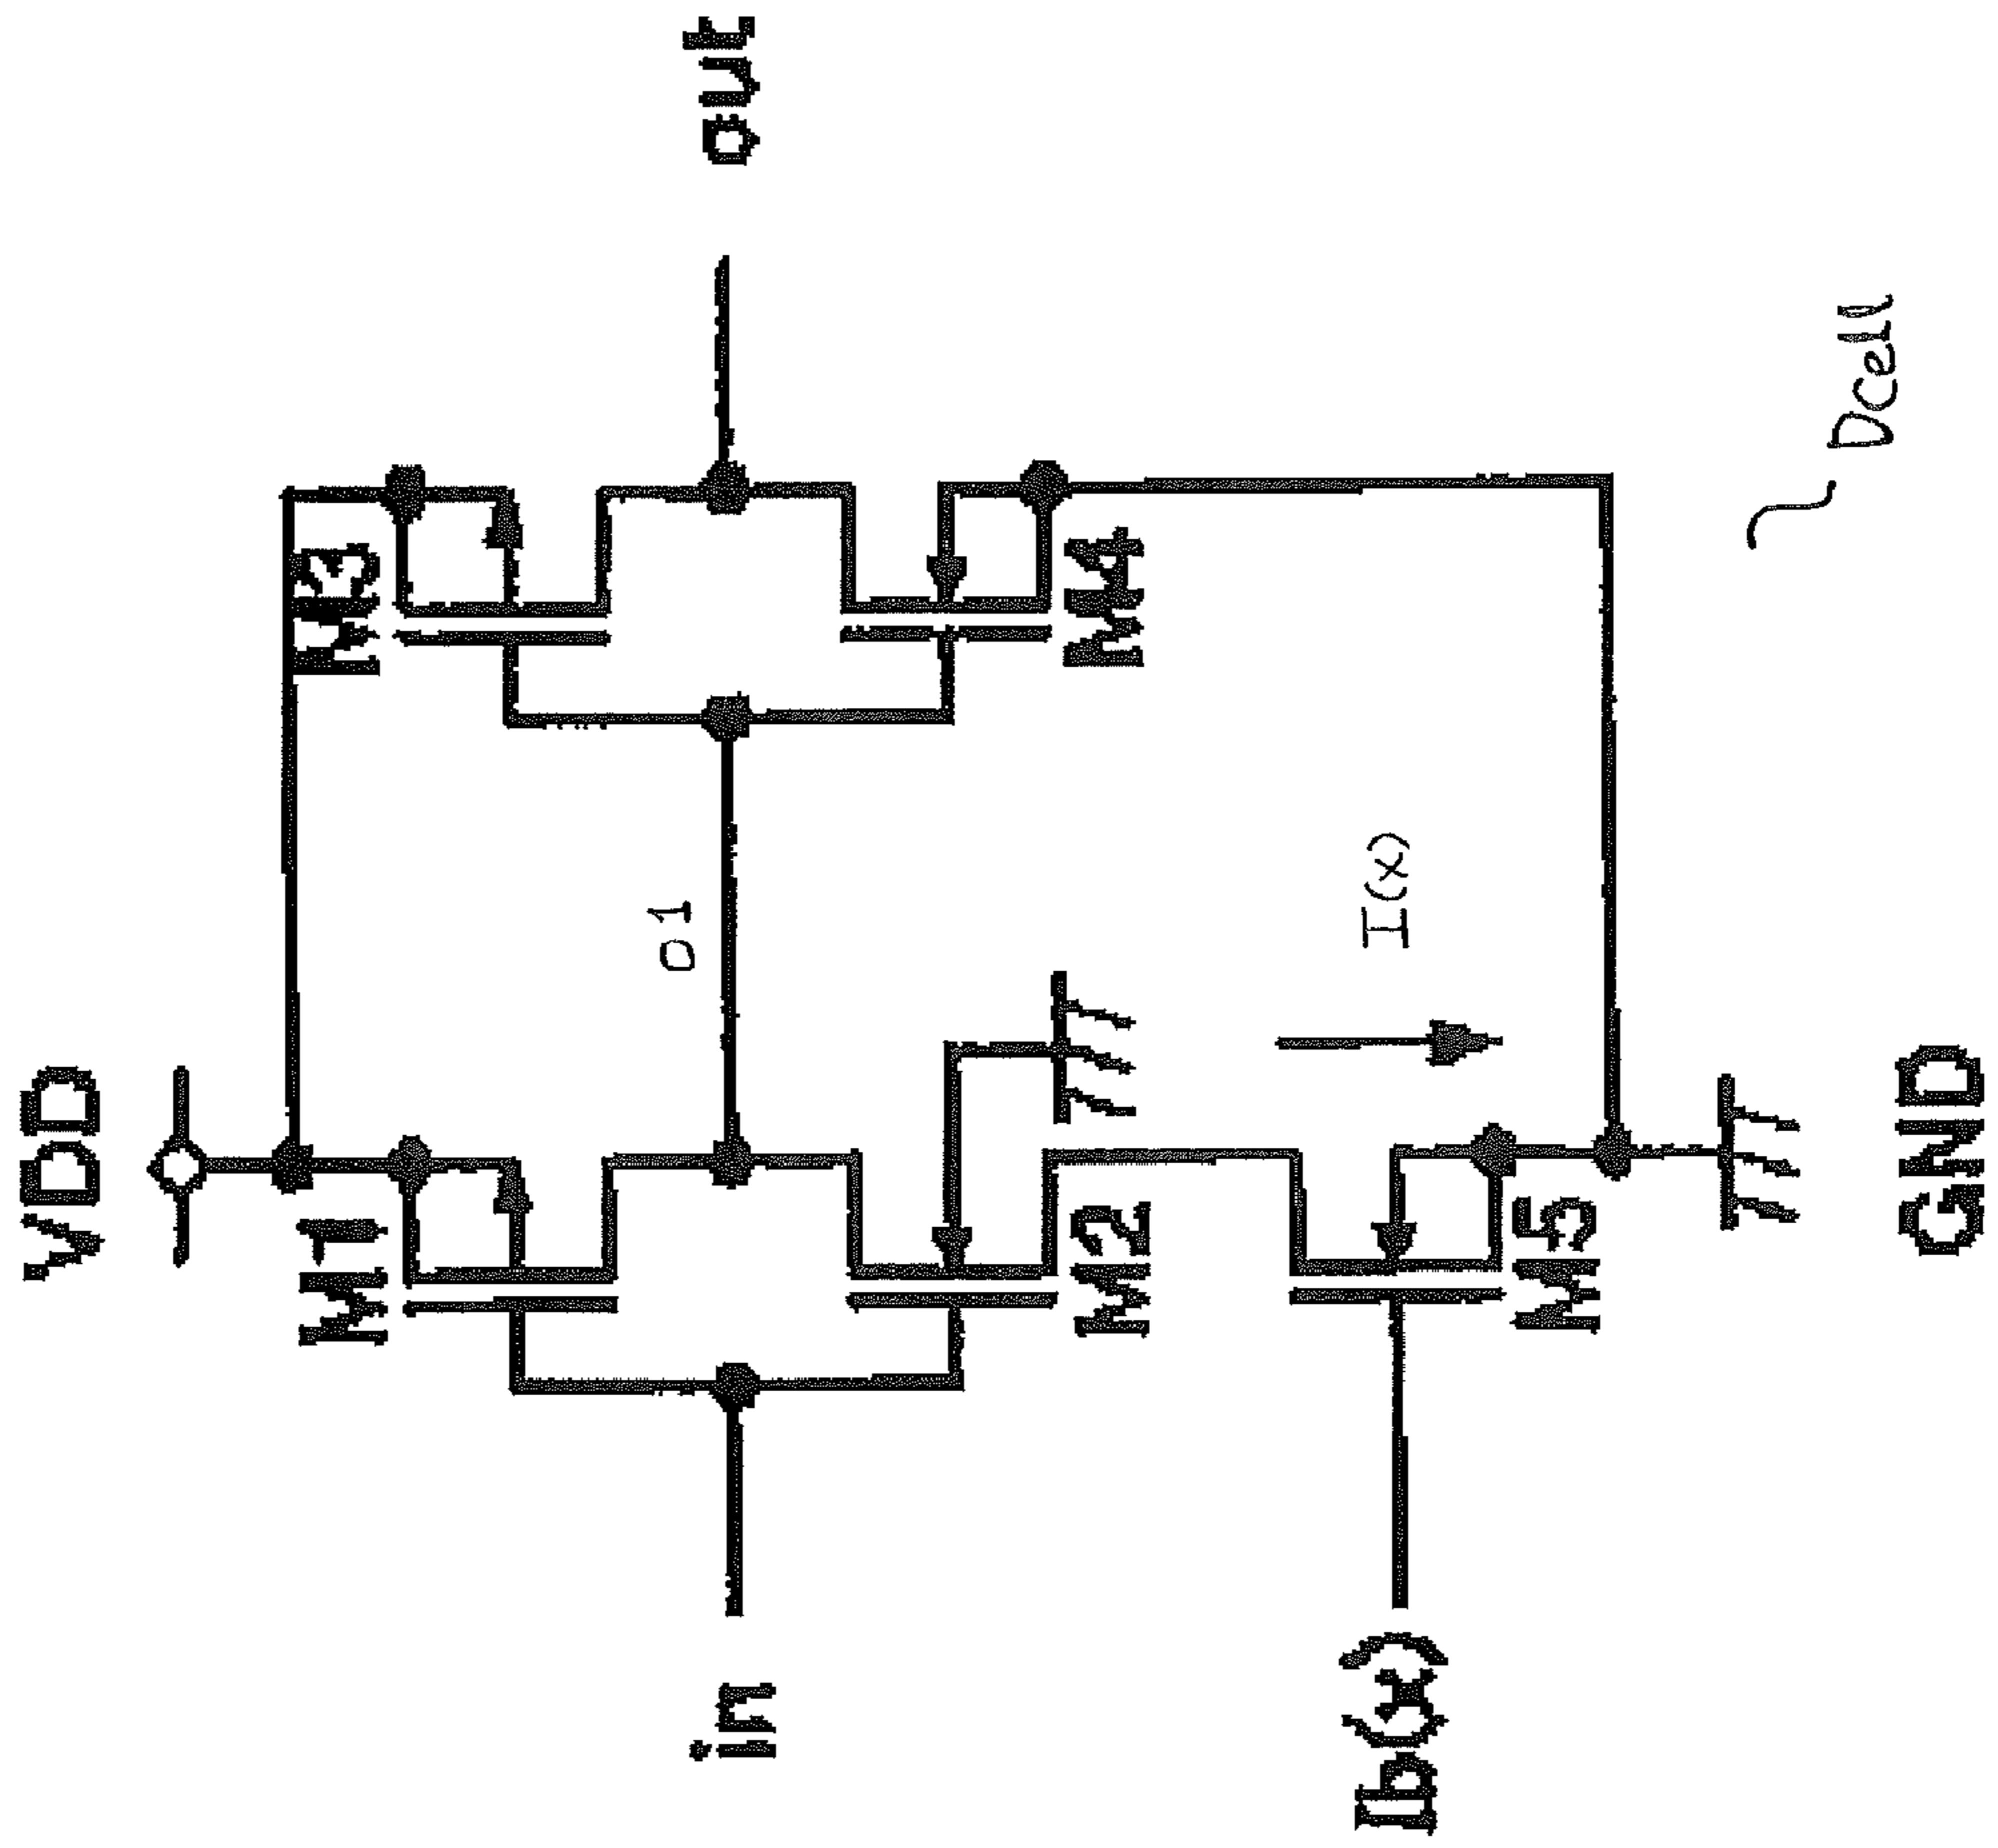 VDD
M1
M3
in
o1
out
M2
M4
Ib(x)
I(x)
M5
GND
Dcell